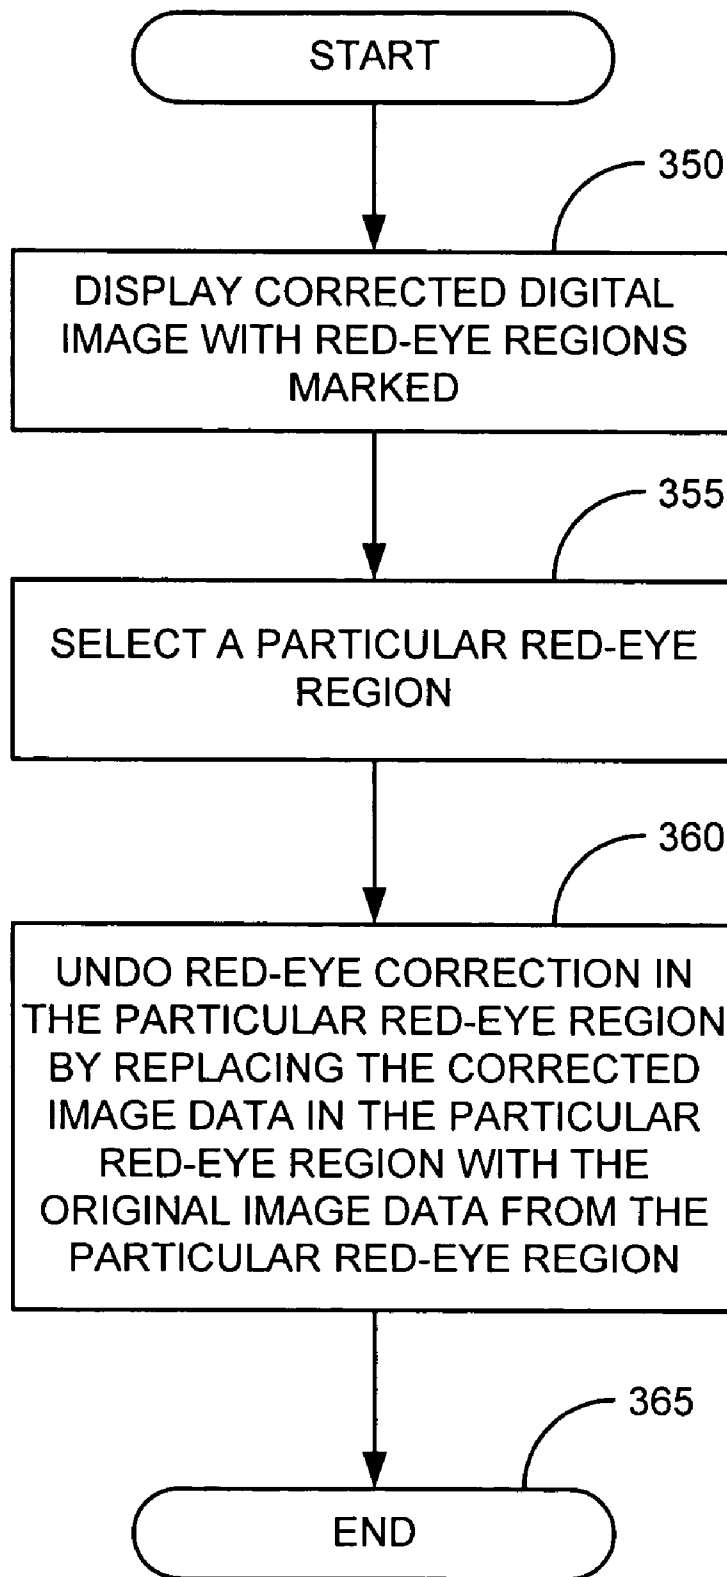 START
350
DISPLAY CORRECTED DIGITAL
IMAGE WITH RED-EYE REGIONS
MARKED
355
SELECT A PARTICULAR RED-EYE
REGION
360
UNDO RED-EYE CORRECTION IN
THE PARTICULAR RED-EYE REGION
BY REPLACING THE CORRECTED
IMAGE DATA IN THE PARTICULAR
RED-EYE REGION WITH THE
ORIGINAL IMAGE DATA FROM THE
PARTICULAR RED-EYE REGION
365
END